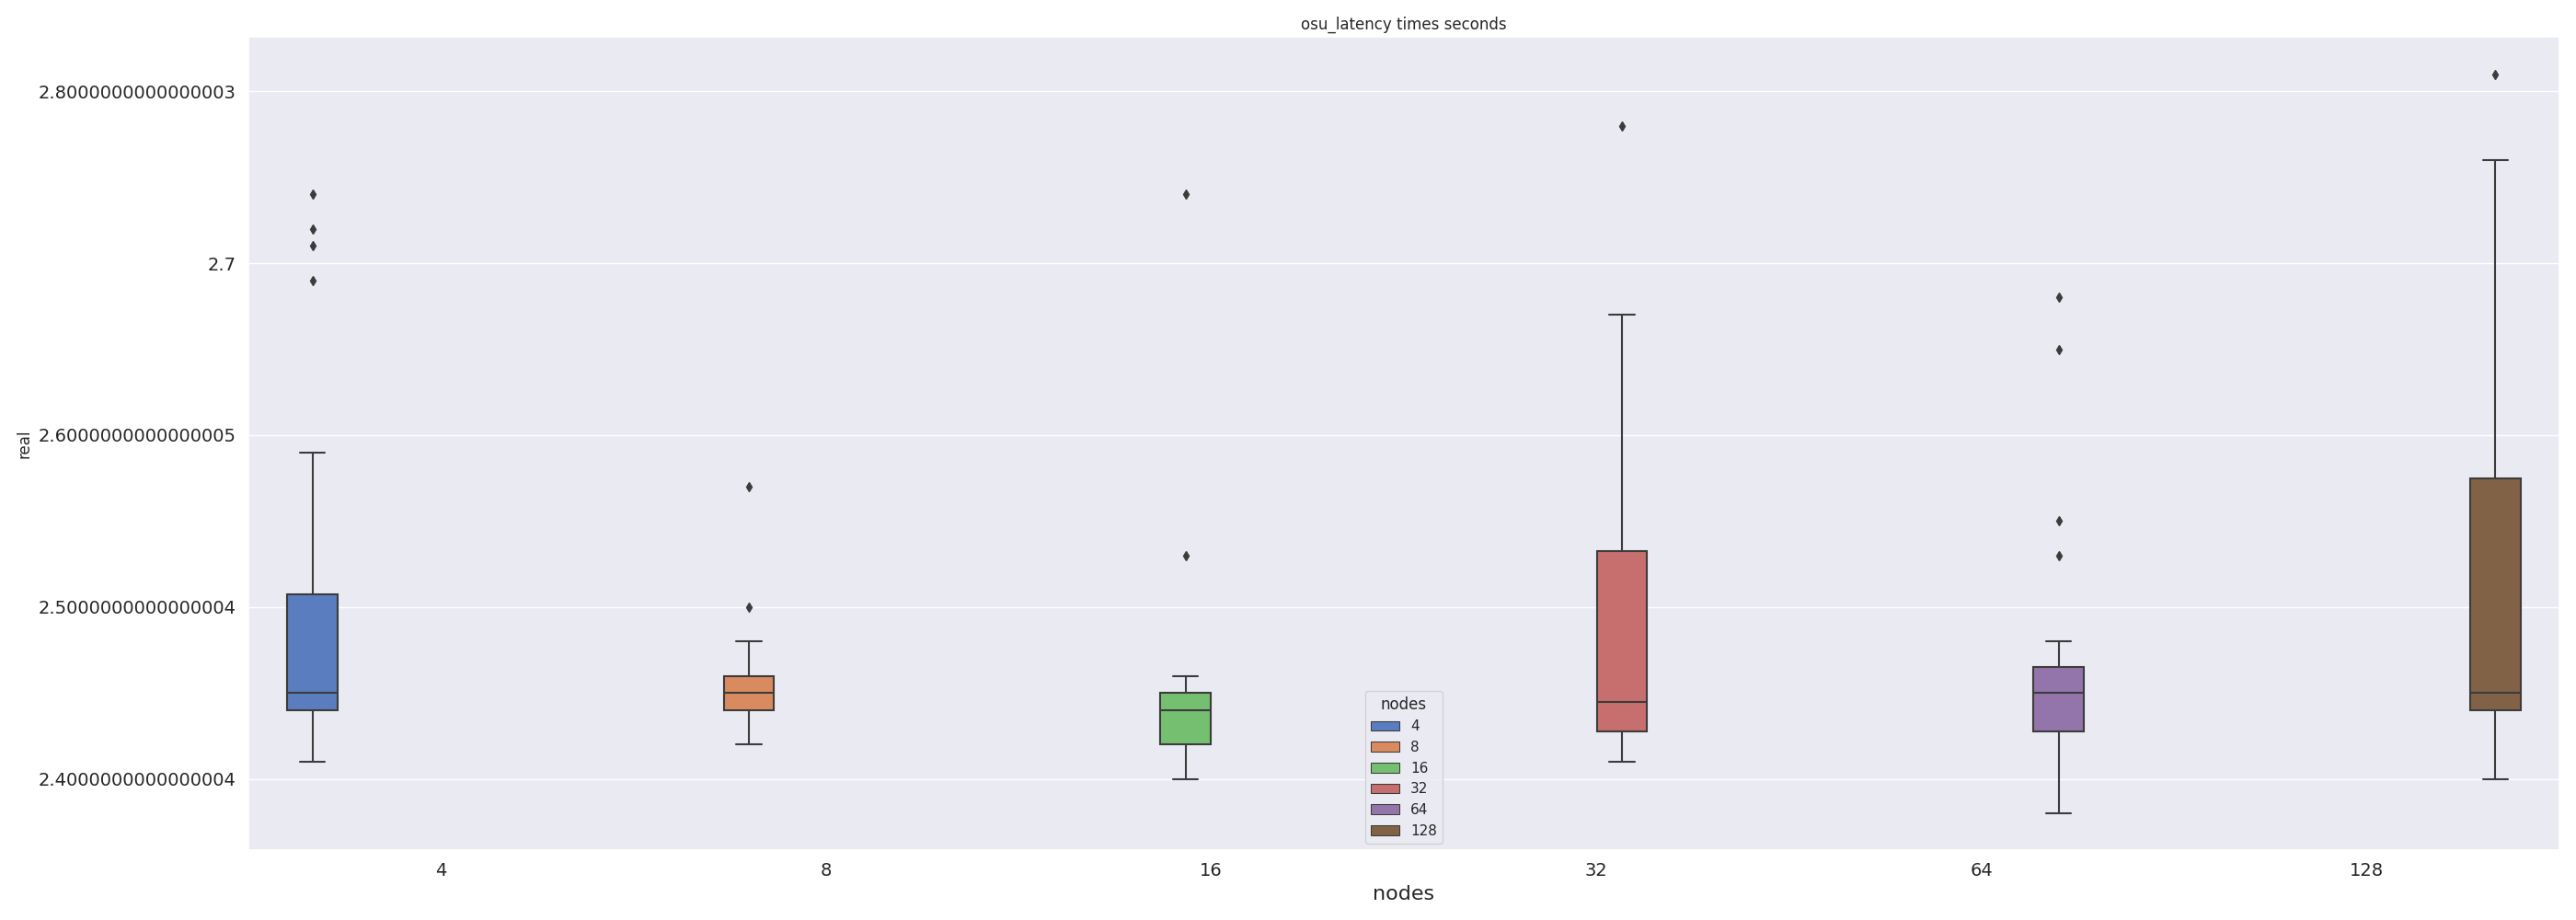 osu_latency times seconds
2.8000000000000003
2.7
2.6000000000000005
2.5000000000000004
2.4000000000000004
real
nodes
4
8
16
32
64
128
4 8 16 32 64 128
nodes